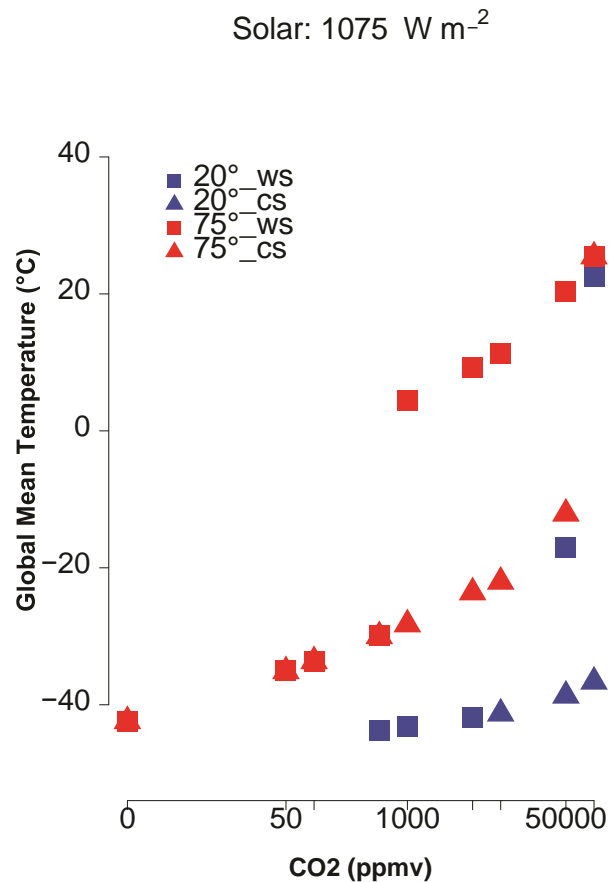 Solar: 1075 W m⁻²
40
20°_ws
20°_cs
75°_ws
75°_cs
20
0
−20
−40
Global Mean Temperature (°C)
0 50 1000 50000
CO2 (ppmv)